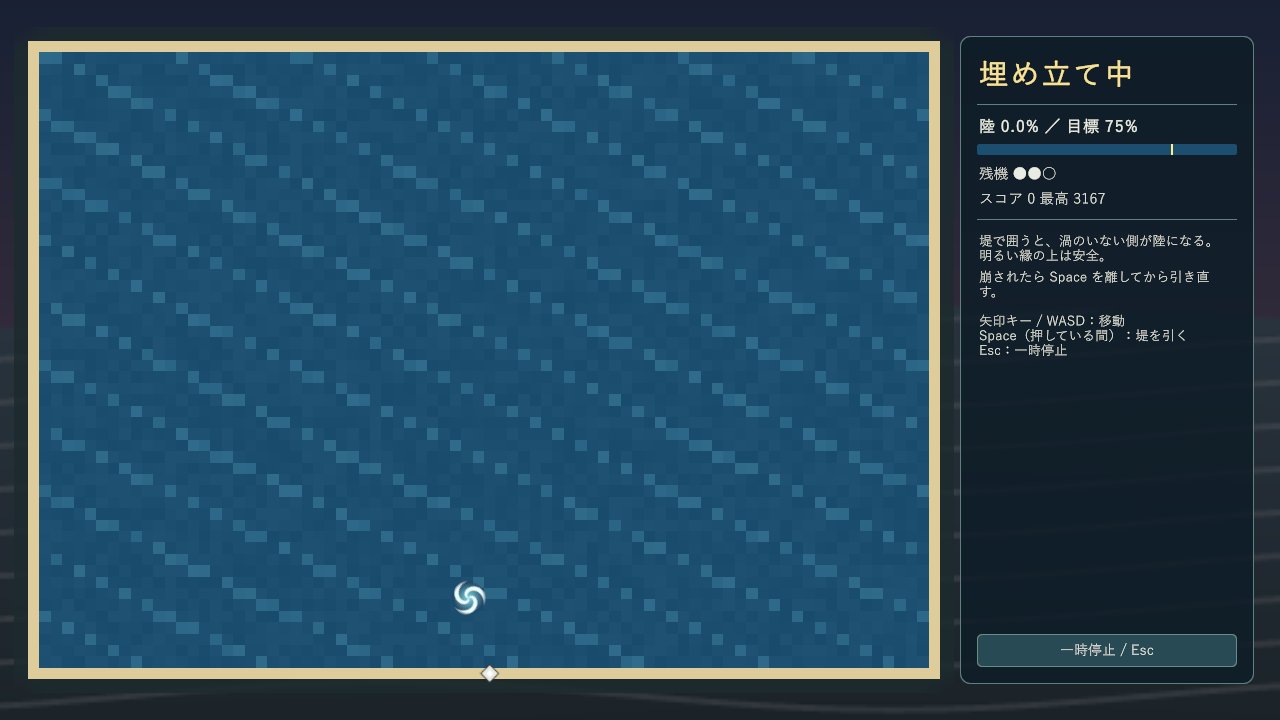 埋め立て中
陸 0.0% ／ 目標 75%
残機 ●●○
スコア 0 最高 3167
堤で囲うと、渦のいない側が陸になる。
明るい縁の上は安全。
崩されたら Space を離してから引き直
す。
矢印キー / WASD：移動
Space（押している間）：堤を引く
Esc：一時停止
一時停止 / Esc